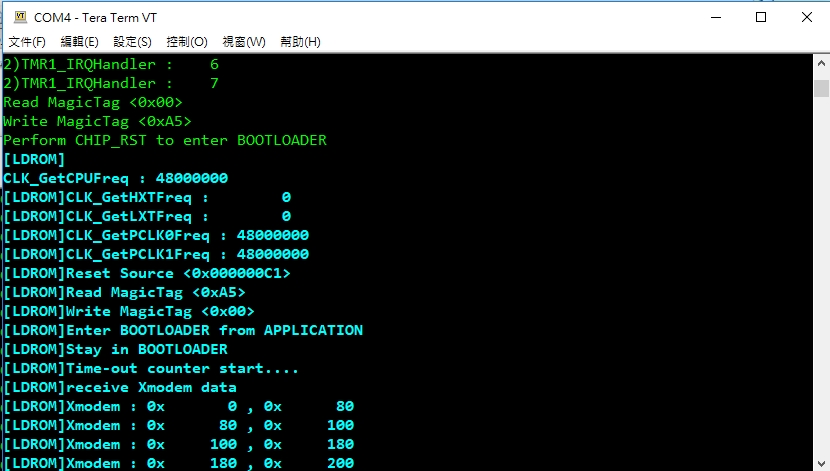 COM4 - Tera Term VT
文件(F) 編輯(E) 設定(S) 控制(O) 視窗(W) 幫助(H)
2)TMR1_IRQHandler :    6
2)TMR1_IRQHandler :    7
Read MagicTag <0x00>
Write MagicTag <0xA5>
Perform CHIP_RST to enter BOOTLOADER
[LDROM]
CLK_GetCPUFreq : 48000000
[LDROM]CLK_GetHXTFreq :        0
[LDROM]CLK_GetLXTFreq :        0
[LDROM]CLK_GetPCLK0Freq : 48000000
[LDROM]CLK_GetPCLK1Freq : 48000000
[LDROM]Reset Source <0x000000C1>
[LDROM]Read MagicTag <0xA5>
[LDROM]Write MagicTag <0x00>
[LDROM]Enter BOOTLOADER from APPLICATION
[LDROM]Stay in BOOTLOADER
[LDROM]Time-out counter start....
[LDROM]receive Xmodem data
[LDROM]Xmodem : 0x       0 , 0x      80
[LDROM]Xmodem : 0x      80 , 0x     100
[LDROM]Xmodem : 0x     100 , 0x     180
[LDROM]Xmodem : 0x     180 , 0x     200